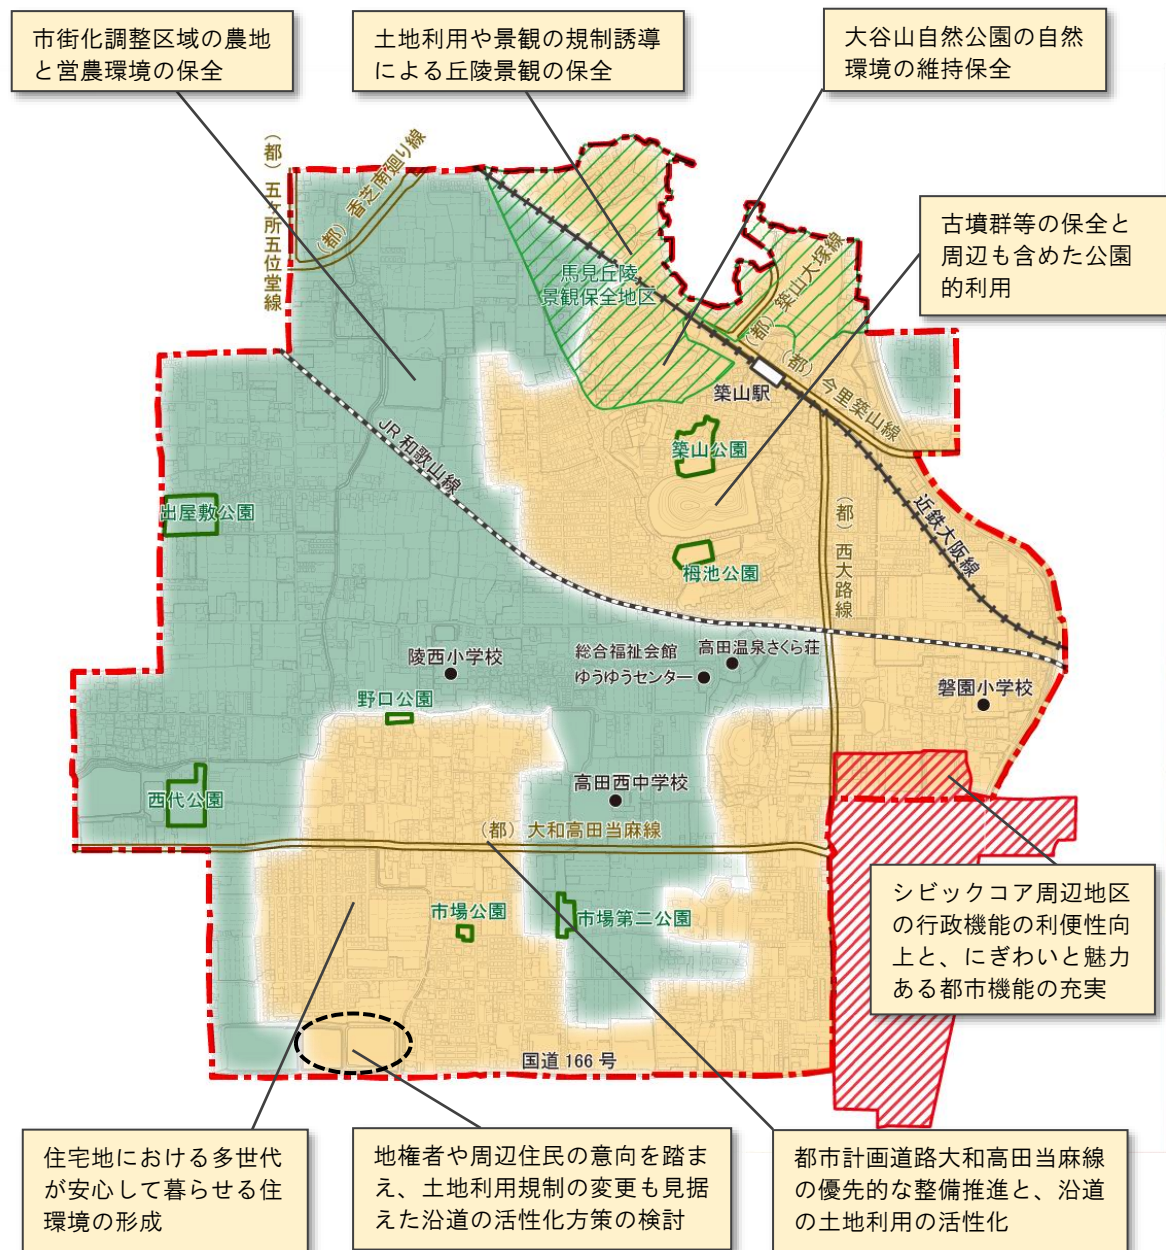 市街化調整区域の農地
と営農環境の保全
土地利用や景観の規制誘導
による丘陵景観の保全
大谷山自然公園の自然
環境の維持保全
古墳群等の保全と
周辺も含めた公園
的利用
（都）五ヶ所五位堂線
（都）香芝南廻り線
馬見丘陵
景観保全地区
（都）築山大塚線
（都）今里築山線
築山駅
JR和歌山線
築山公園
出屋敷公園
（都）西大路線
近鉄大阪線
栂池公園
陵西小学校
総合福祉会館
ゆうゆうセンター
高田温泉さくら荘
磐園小学校
野口公園
西代公園
高田西中学校
（都）大和高田当麻線
市場公園
市場第二公園
シビックコア周辺地区
の行政機能の利便性向
上と、にぎわいと魅力
ある都市機能の充実
国道166号
住宅地における多世代
が安心して暮らせる住
環境の形成
地権者や周辺住民の意向を踏ま
え、土地利用規制の変更も見据
えた沿道の活性化方策の検討
都市計画道路大和高田当麻線
の優先的な整備推進と、沿道
の土地利用の活性化